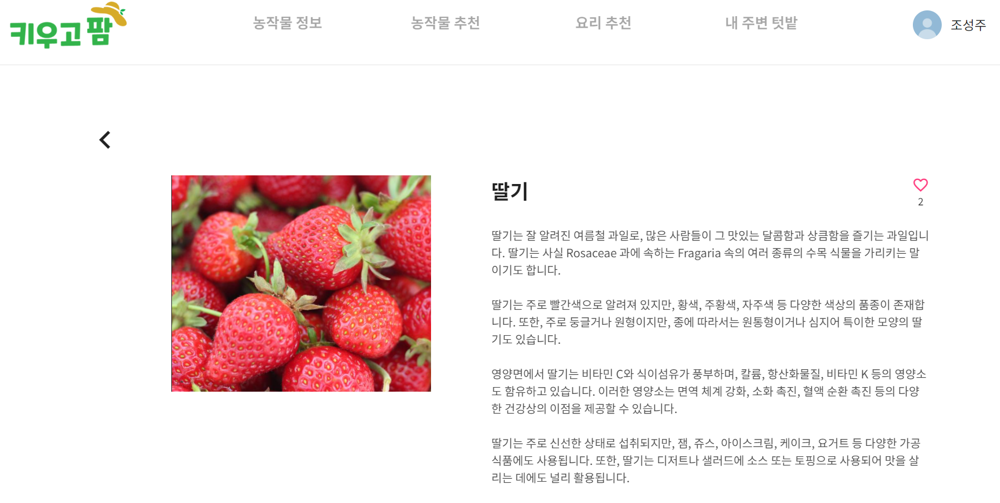 키우고팜
농작물 정보
농작물 추천
요리 추천
내 주변 텃밭
조성주
딸기
2
딸기는 잘 알려진 여름철 과일로, 많은 사람들이 그 맛있는 달콤함과 상큼함을 즐기는 과일입니
다. 딸기는 사실 Rosaceae 과에 속하는 Fragaria 속의 여러 종류의 수목 식물을 가리키는 말
이기도 합니다.
딸기는 주로 빨간색으로 알려져 있지만, 황색, 주황색, 자주색 등 다양한 색상의 품종이 존재합
니다. 또한, 주로 둥글거나 원형이지만, 종에 따라서는 원통형이거나 심지어 특이한 모양의 딸
기도 있습니다.
영양면에서 딸기는 비타민 C와 식이섬유가 풍부하며, 칼륨, 항산화물질, 비타민 K 등의 영양소
도 함유하고 있습니다. 이러한 영양소는 면역 체계 강화, 소화 촉진, 혈액 순환 촉진 등의 다양
한 건강상의 이점을 제공할 수 있습니다.
딸기는 주로 신선한 상태로 섭취되지만, 잼, 쥬스, 아이스크림, 케이크, 요거트 등 다양한 가공
식품에도 사용됩니다. 또한, 딸기는 디저트나 샐러드에 소스 또는 토핑으로 사용되어 맛을 살
리는 데에도 널리 활용됩니다.